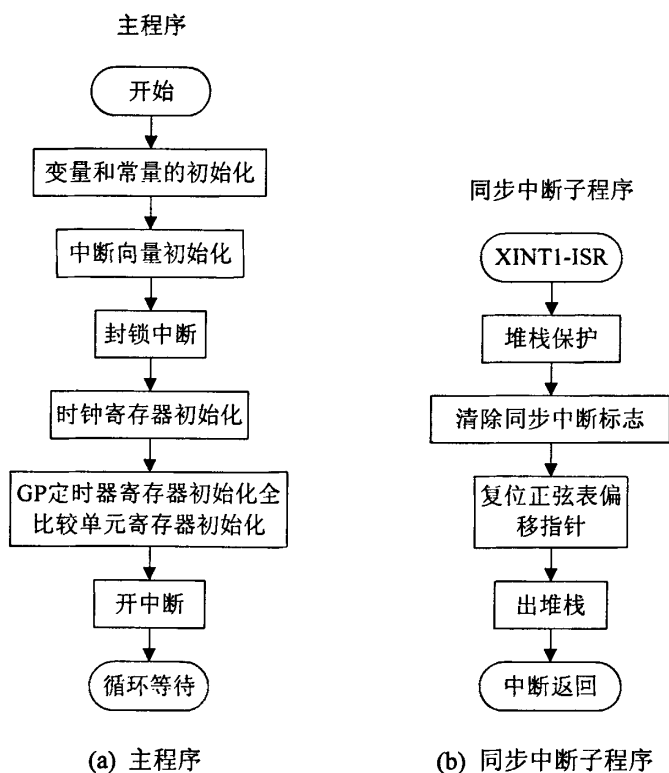 主程序
开始
变量和常量的初始化
中断向量初始化
封锁中断
时钟寄存器初始化
GP定时器寄存器初始化全
比较单元寄存器初始化
开中断
循环等待
(a) 主程序
同步中断子程序
XINT1-ISR
堆栈保护
清除同步中断标志
复位正弦表偏
移指针
出堆栈
中断返回
(b) 同步中断子程序